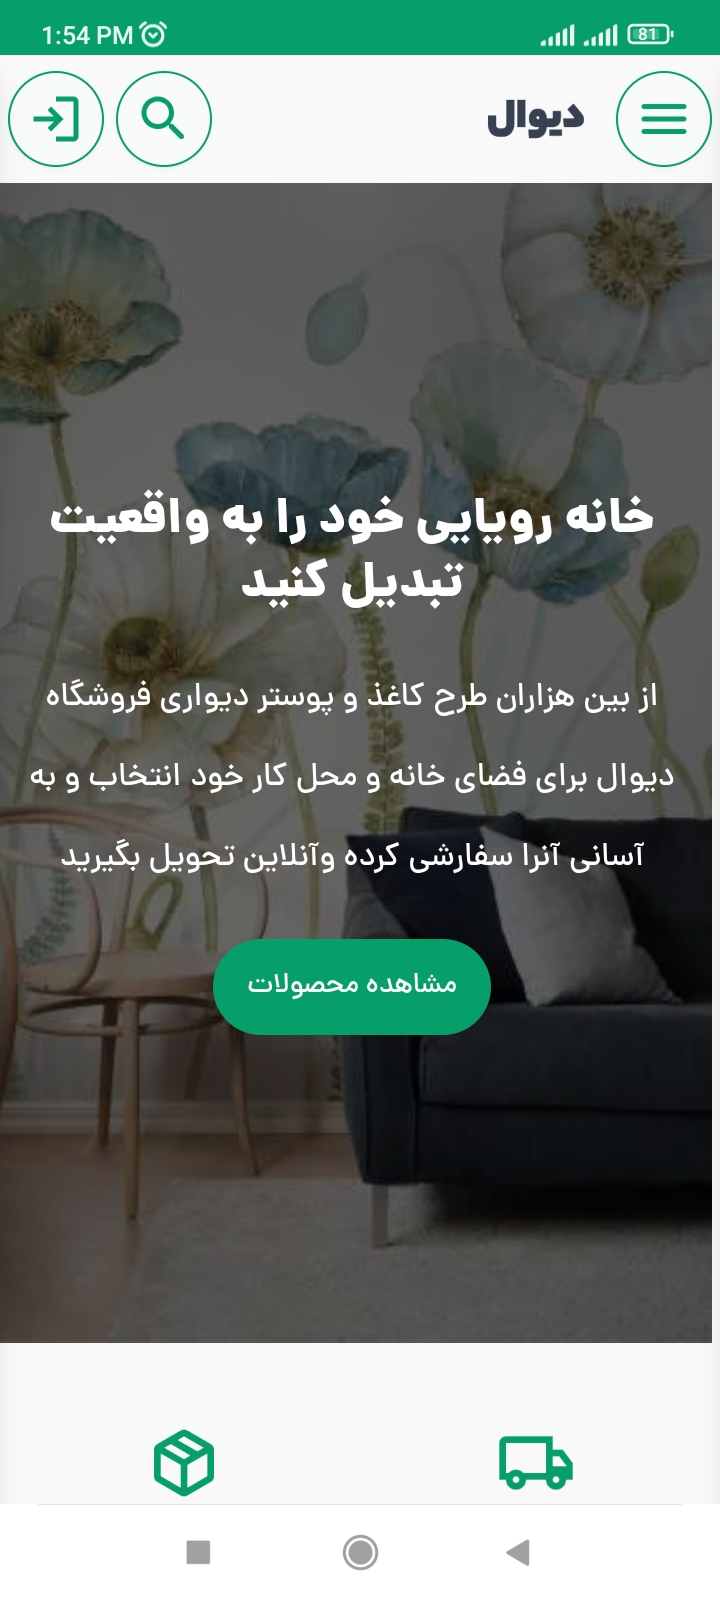 1:54 PM
81
دیوال
خانه رویایی خود را به واقعیت
تبدیل کنید
از بین هزاران طرح کاغذ و پوستر دیواری فروشگاه
دیوال برای فضای خانه و محل کار خود انتخاب و به
آسانی آنرا سفارشی کرده وآنلاین تحویل بگیرید
مشاهده محصولات